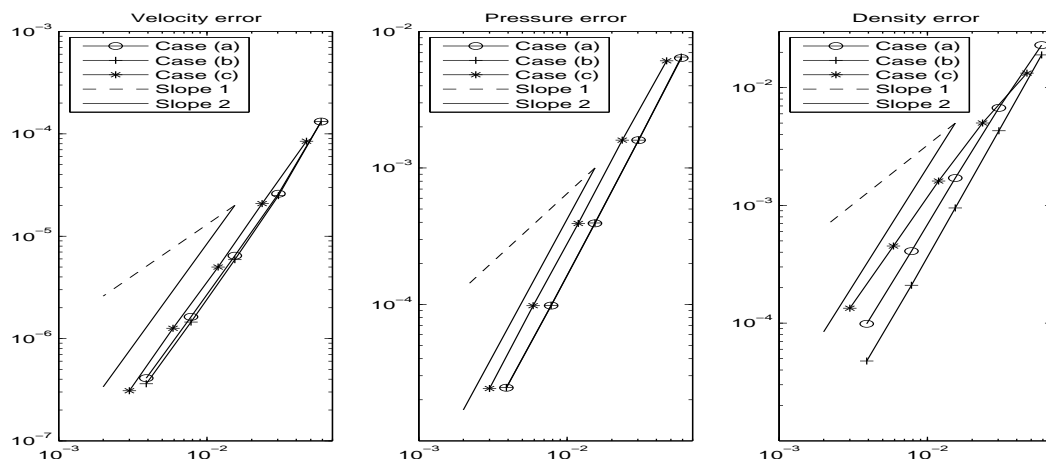 Velocity error
10−3
10−4
10−5
10−6
10−7
10−3
10−2
Case (a)
Case (b)
Case (c)
Slope 1
Slope 2
Pressure error
10−2
10−3
10−4
10−3
10−2
Case (a)
Case (b)
Case (c)
Slope 1
Slope 2
Density error
10−2
10−3
10−4
10−3
10−2
Case (a)
Case (b)
Case (c)
Slope 1
Slope 2